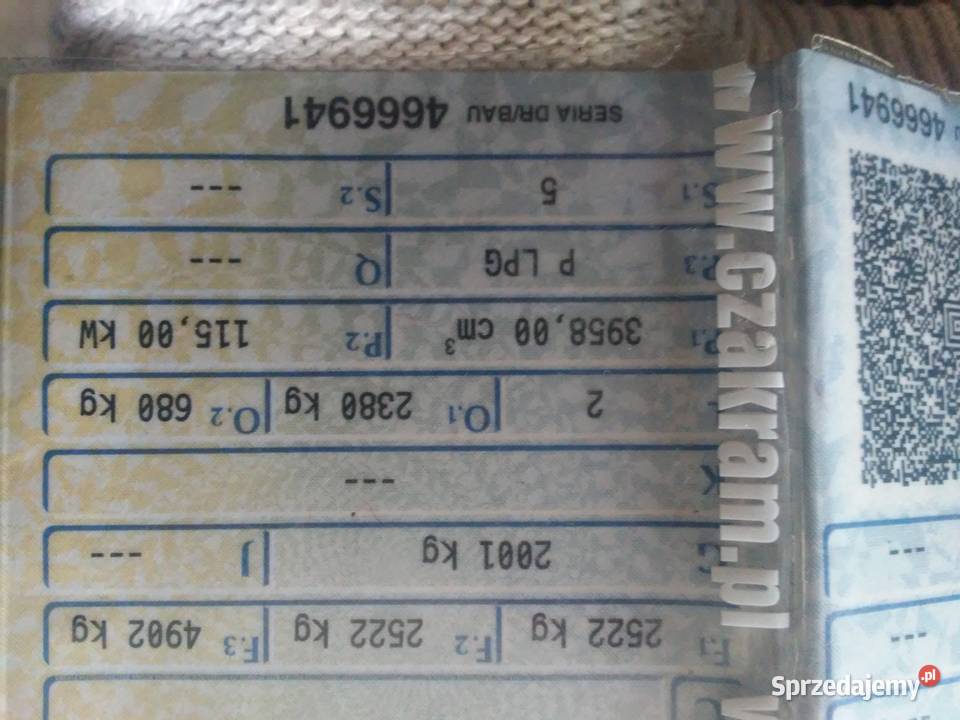 F.1 2522 kg F.2 2522 kg F.3 4902 kg
G 2001 kg J ---
K ---
2 O.1 2380 kg O.2 680 kg
P.1 3958,00 cm³ P.2 115,00 kW
P.3 P LPG Q ---
S.1 5 S.2 ---
SERIA DR/BAU 4666941
---
---
4666941
www.czakram.pl
Sprzedajemy.pl